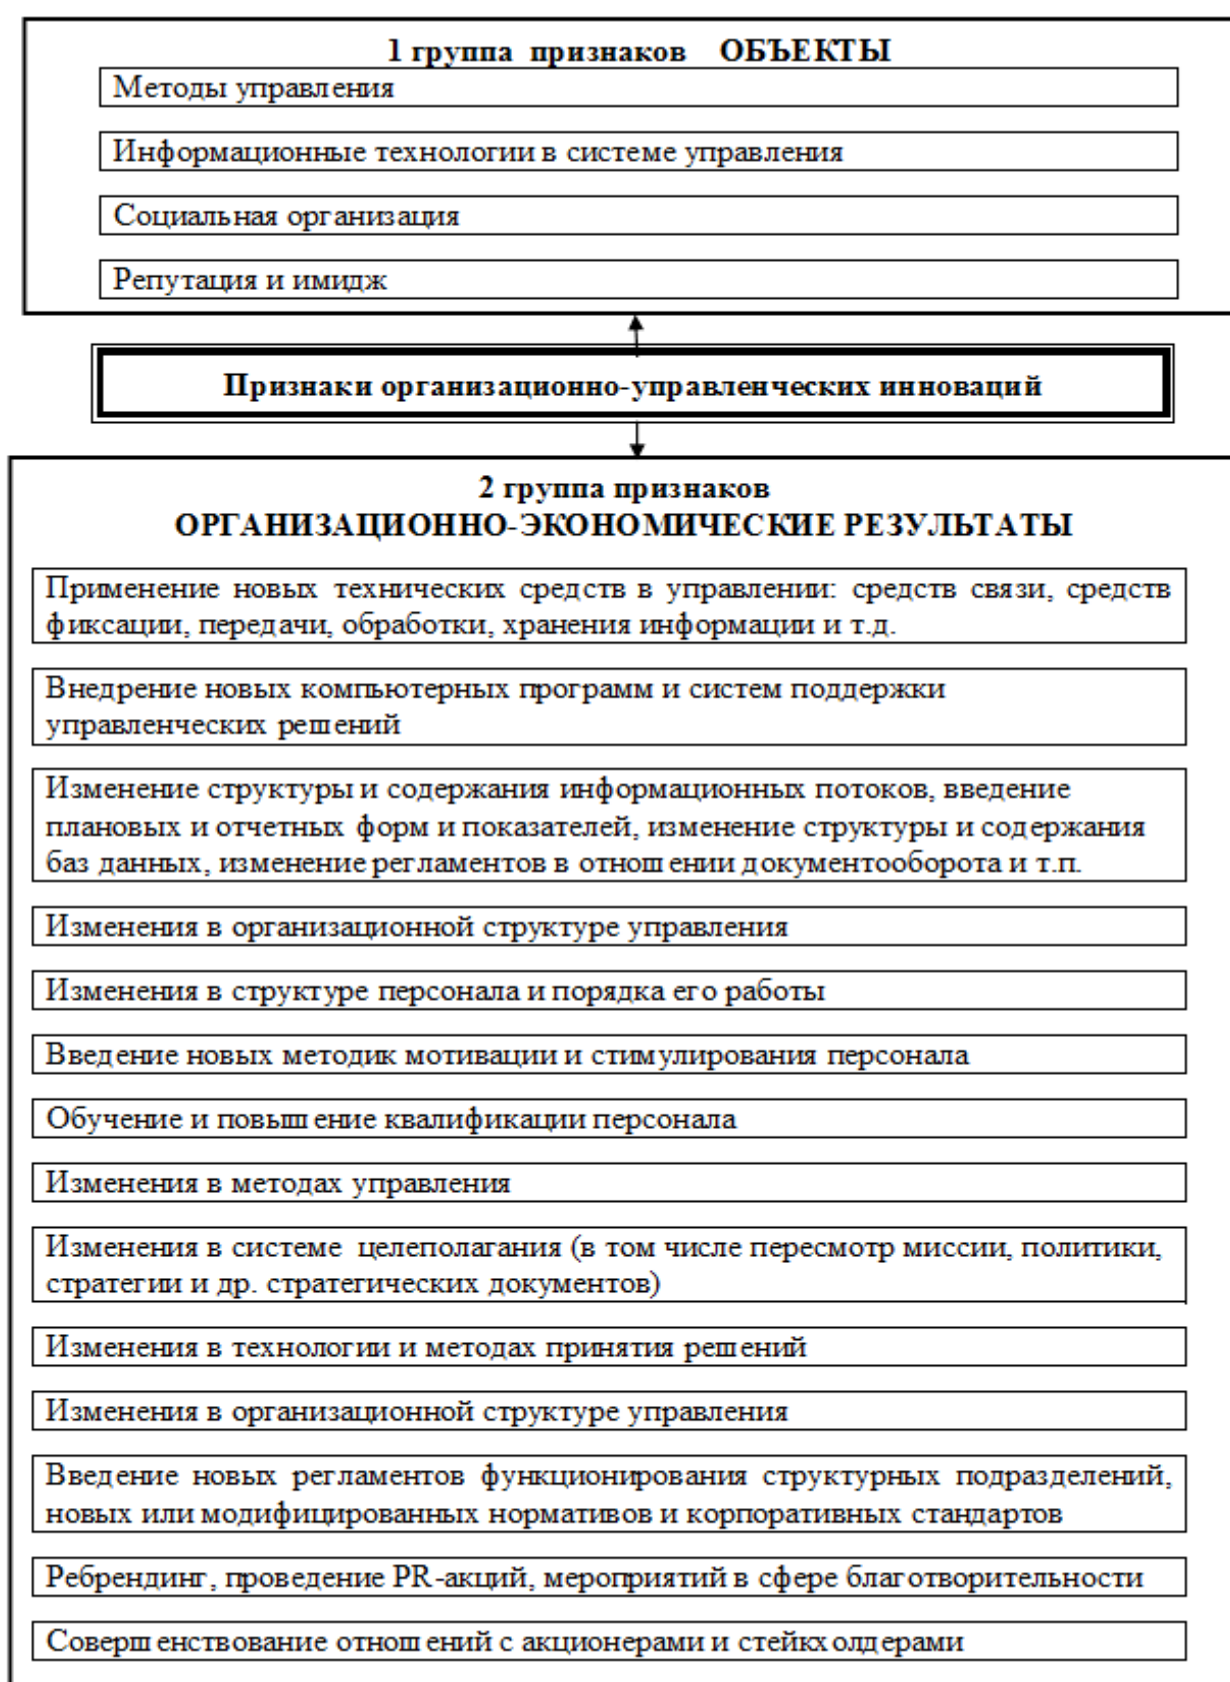 1 группа признаков ОБЪЕКТЫ
Методы управления
Информационные технологии в системе управления
Социальная организация
Репутация и имидж
Признаки организационно-управленческих инноваций
2 группа признаков
ОРГАНИЗАЦИОННО-ЭКОНОМИЧЕСКИЕ РЕЗУЛЬТАТЫ
Применение новых технических средств в управлении: средств связи, средств
фиксации, передачи, обработки, хранения информации и т.д.
Внедрение новых компьютерных программ и систем поддержки
управленческих решений
Изменение структуры и содержания информационных потоков, введение
плановых и отчетных форм и показателей, изменение структуры и содержания
баз данных, изменение регламентов в отношении документооборота и т.п.
Изменения в организационной структуре управления
Изменения в структуре персонала и порядка его работы
Введение новых методик мотивации и стимулирования персонала
Обучение и повышение квалификации персонала
Изменения в методах управления
Изменения в системе целеполагания (в том числе пересмотр миссии, политики,
стратегии и др. стратегических документов)
Изменения в технологии и методах принятия решений
Изменения в организационной структуре управления
Введение новых регламентов функционирования структурных подразделений,
новых или модифицированных нормативов и корпоративных стандартов
Ребрендинг, проведение PR-акций, мероприятий в сфере благотворительности
Совершенствование отношений с акционерами и стейкхолдерами